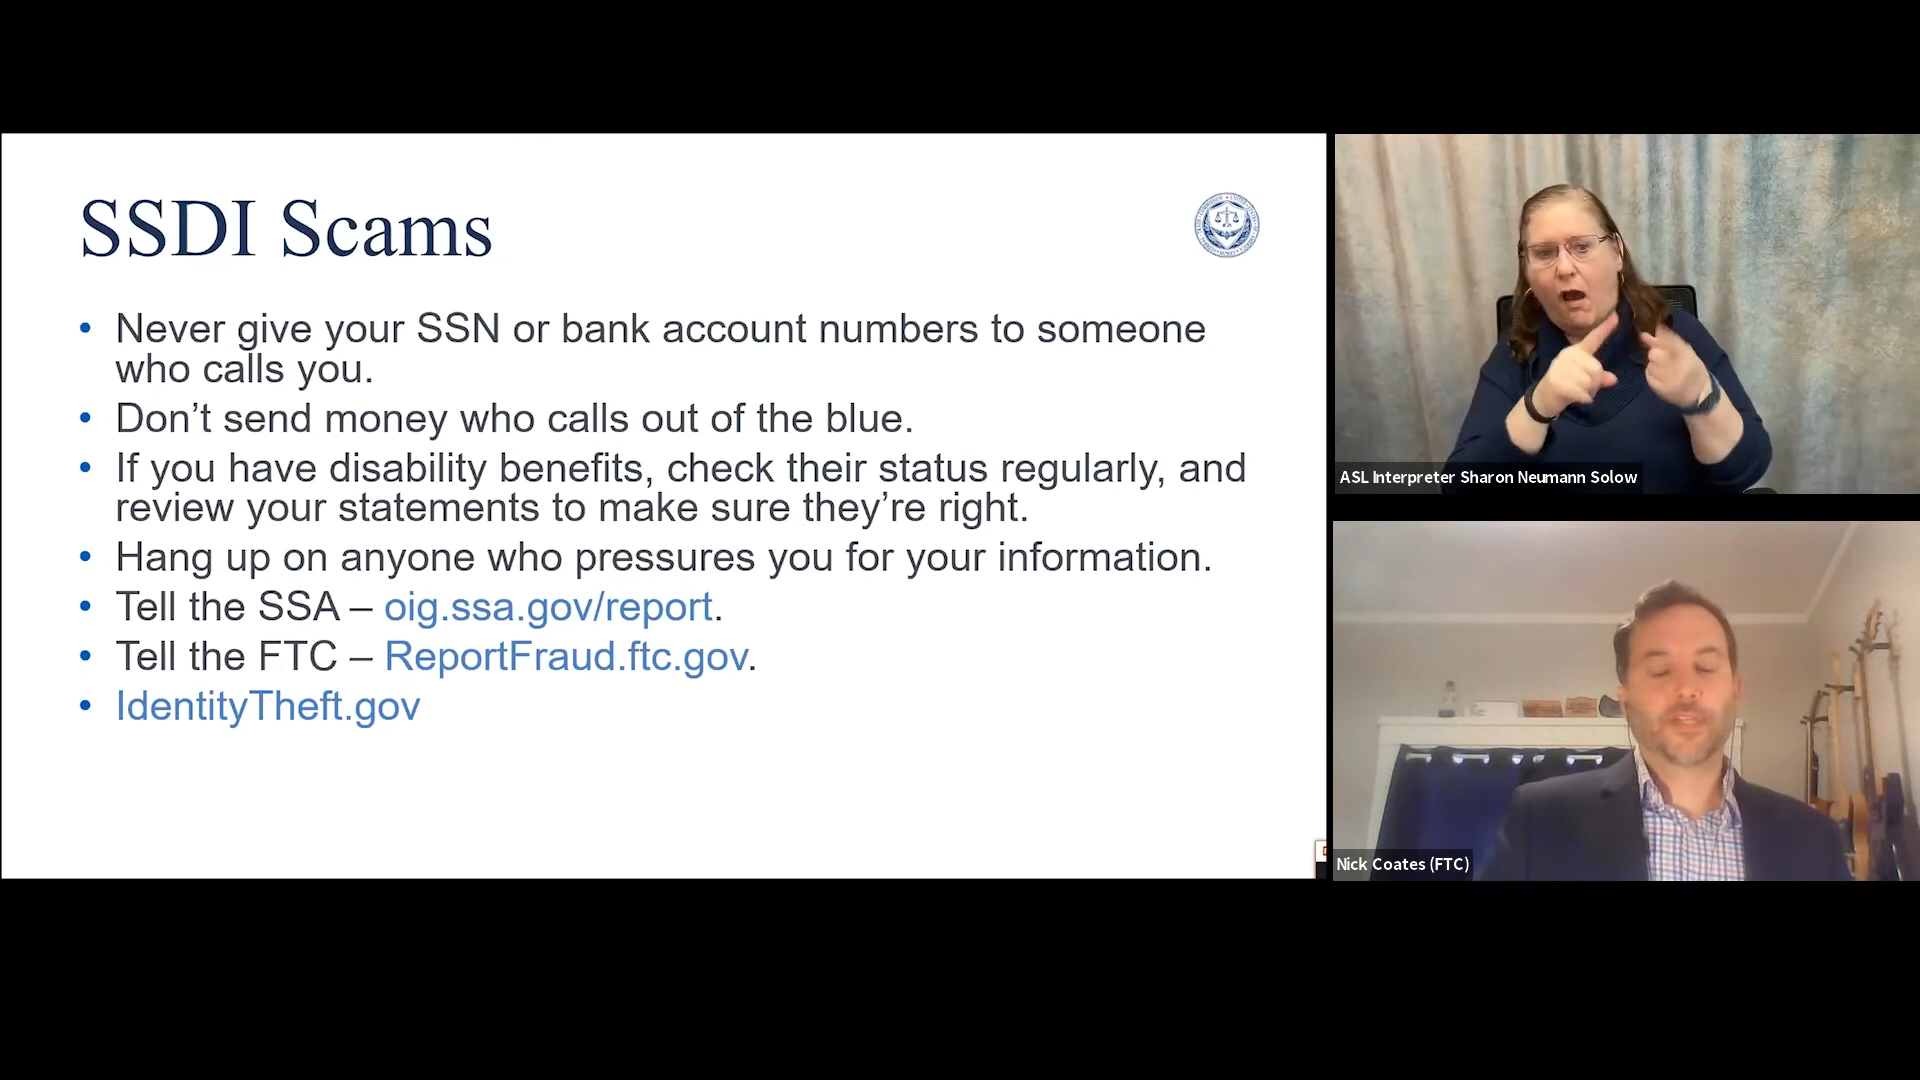 SSDI Scams
• Never give your SSN or bank account numbers to someone
who calls you.
• Don’t send money who calls out of the blue.
• If you have disability benefits, check their status regularly, and
review your statements to make sure they’re right.
• Hang up on anyone who pressures you for your information.
• Tell the SSA – oig.ssa.gov/report.
• Tell the FTC – ReportFraud.ftc.gov.
• IdentityTheft.gov
ASL Interpreter Sharon Neumann Solow
Nick Coates (FTC)